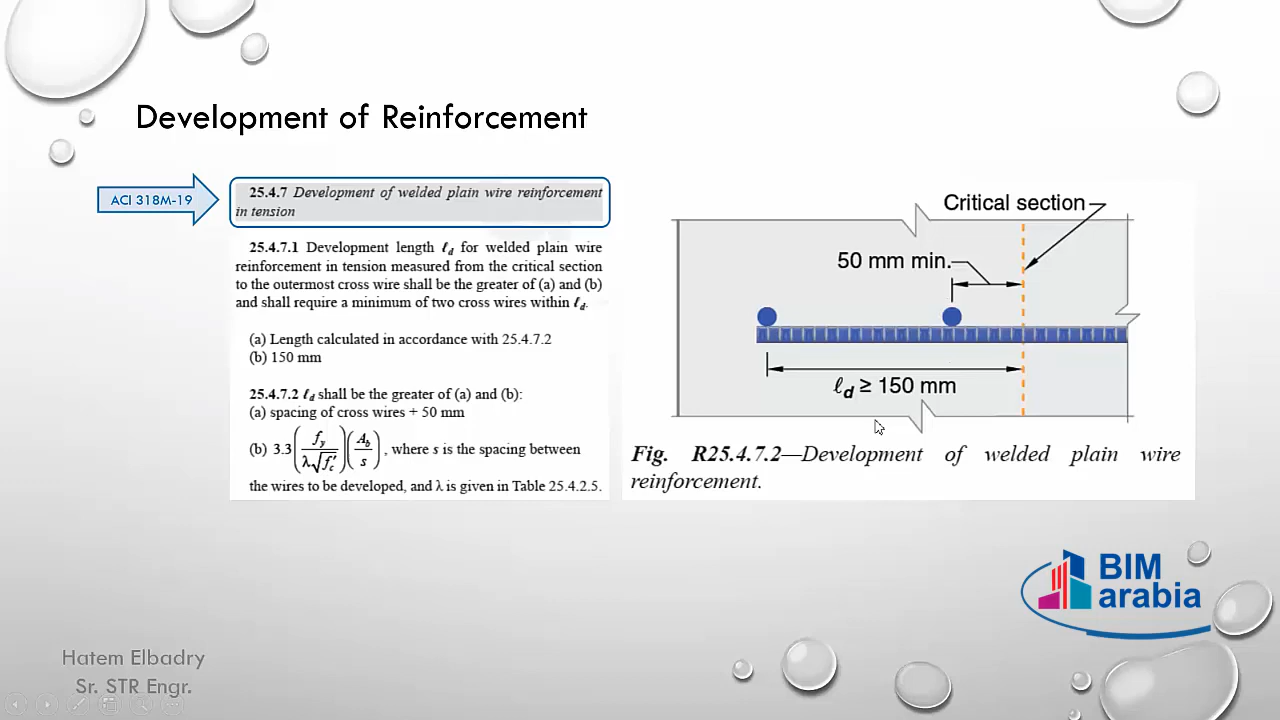 Development of Reinforcement
ACI 318M-19
25.4.7 Development of welded plain wire reinforcement
in tension
25.4.7.1 Development length ℓd for welded plain wire
reinforcement in tension measured from the critical section
to the outermost cross wire shall be the greater of (a) and (b)
and shall require a minimum of two cross wires within ℓd.
(a) Length calculated in accordance with 25.4.7.2
(b) 150 mm
25.4.7.2 ℓd shall be the greater of (a) and (b):
(a) spacing of cross wires + 50 mm
(b) 3.3 (fy / λ√f′c) (Ab / s), where s is the spacing between
the wires to be developed, and λ is given in Table 25.4.2.5.
Critical section
50 mm min.
ℓd ≥ 150 mm
Fig. R25.4.7.2—Development of welded plain wire
reinforcement.
BIM
arabia
Hatem Elbadry
Sr. STR Engr.